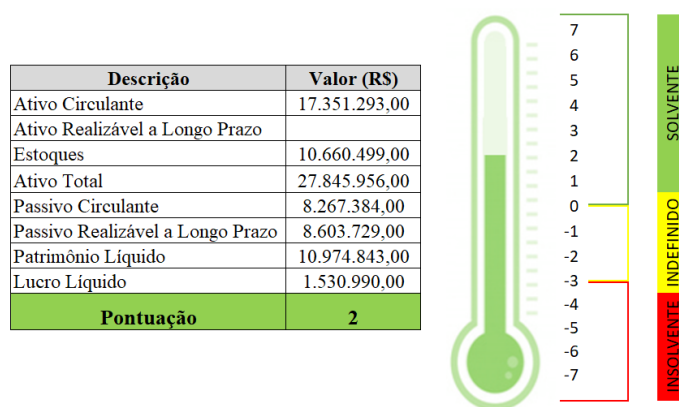 Descrição Valor (R$)
Ativo Circulante 17.351.293,00
Ativo Realizável a Longo Prazo
Estoques 10.660.499,00
Ativo Total 27.845.956,00
Passivo Circulante 8.267.384,00
Passivo Realizável a Longo Prazo 8.603.729,00
Patrimônio Líquido 10.974.843,00
Lucro Líquido 1.530.990,00
Pontuação 2
7
6
5
4
3
2
1
0
-1
-2
-3
-4
-5
-6
-7
SOLVENTE
INDEFINIDO
INSOLVENTE